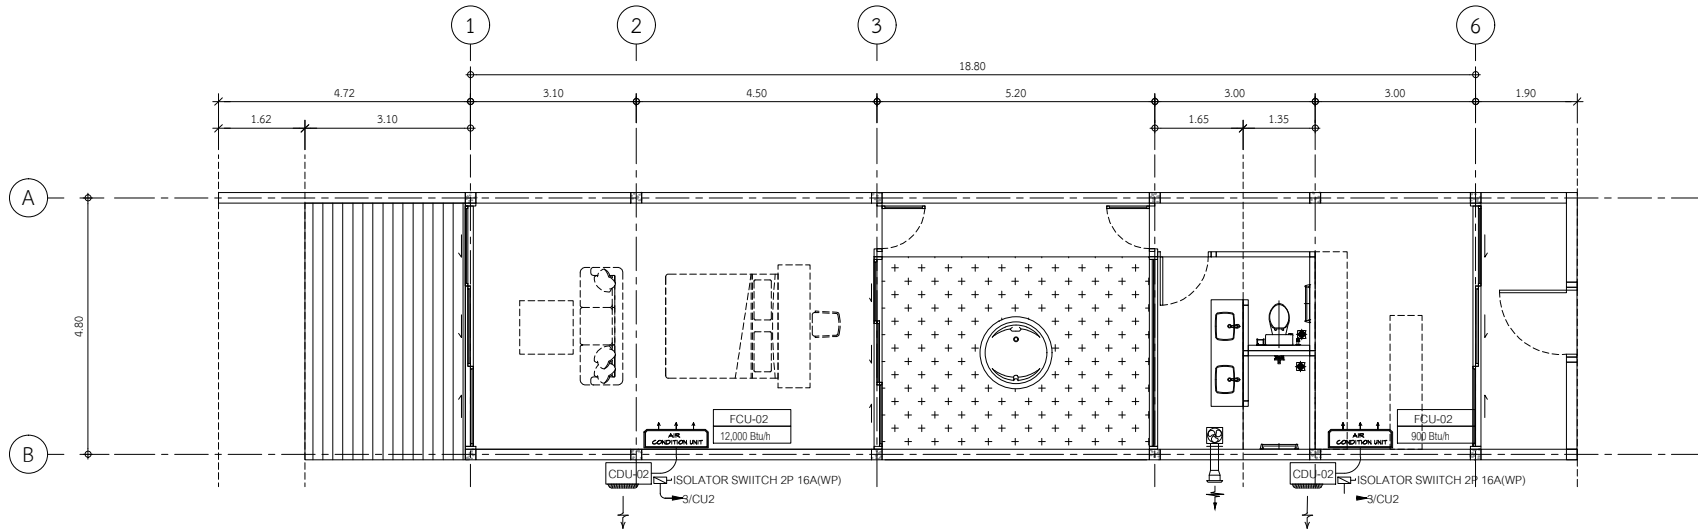 1 2 3 6
18.80
4.72 3.10 4.50 5.20 3.00 3.00 1.90
1.62 3.10 1.65 1.35
A
4.80
FCU-02 FCU-02
12,000 Btu/h 900 Btu/h
AIR AIR
CONDITION UNIT CONDITION UNIT
B
CDU-02 CDU-02
ISOLATOR SWIITCH 2P 16A(WP) ISOLATOR SWIITCH 2P 16A(WP)
3/CU2 3/CU2